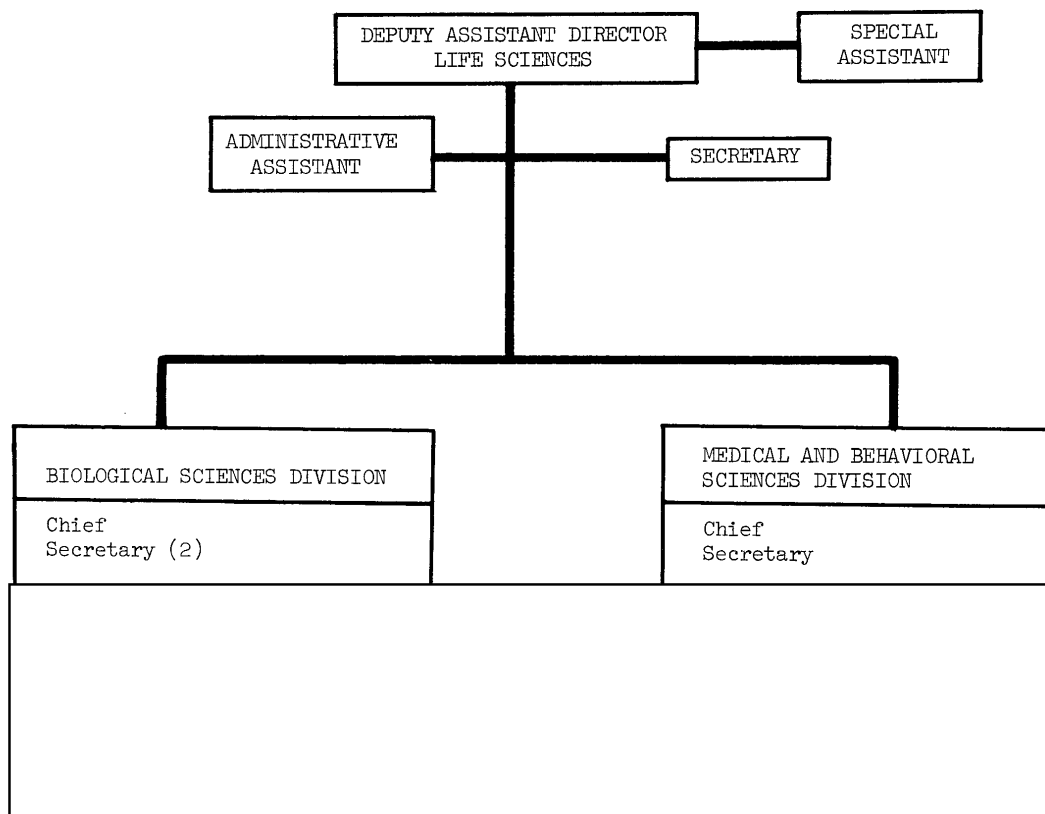 DEPUTY ASSISTANT DIRECTOR
LIFE SCIENCES
SPECIAL
ASSISTANT
ADMINISTRATIVE
ASSISTANT
SECRETARY
BIOLOGICAL SCIENCES DIVISION
Chief
Secretary (2)
MEDICAL AND BEHAVIORAL
SCIENCES DIVISION
Chief
Secretary